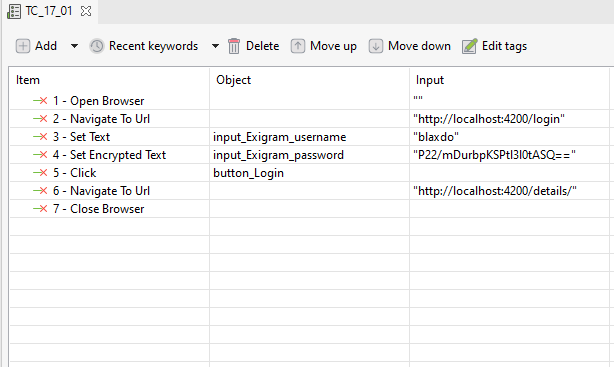 TC_17_01
Add Recent keywords Delete Move up Move down Edit tags
Item Object Input
1 - Open Browser ""
2 - Navigate To Url "http://localhost:4200/login"
3 - Set Text input_Exigram_username "blaxdo"
4 - Set Encrypted Text input_Exigram_password "P22/mDurbpKSPtI3l0tASQ=="
5 - Click button_Login
6 - Navigate To Url "http://localhost:4200/details/"
7 - Close Browser